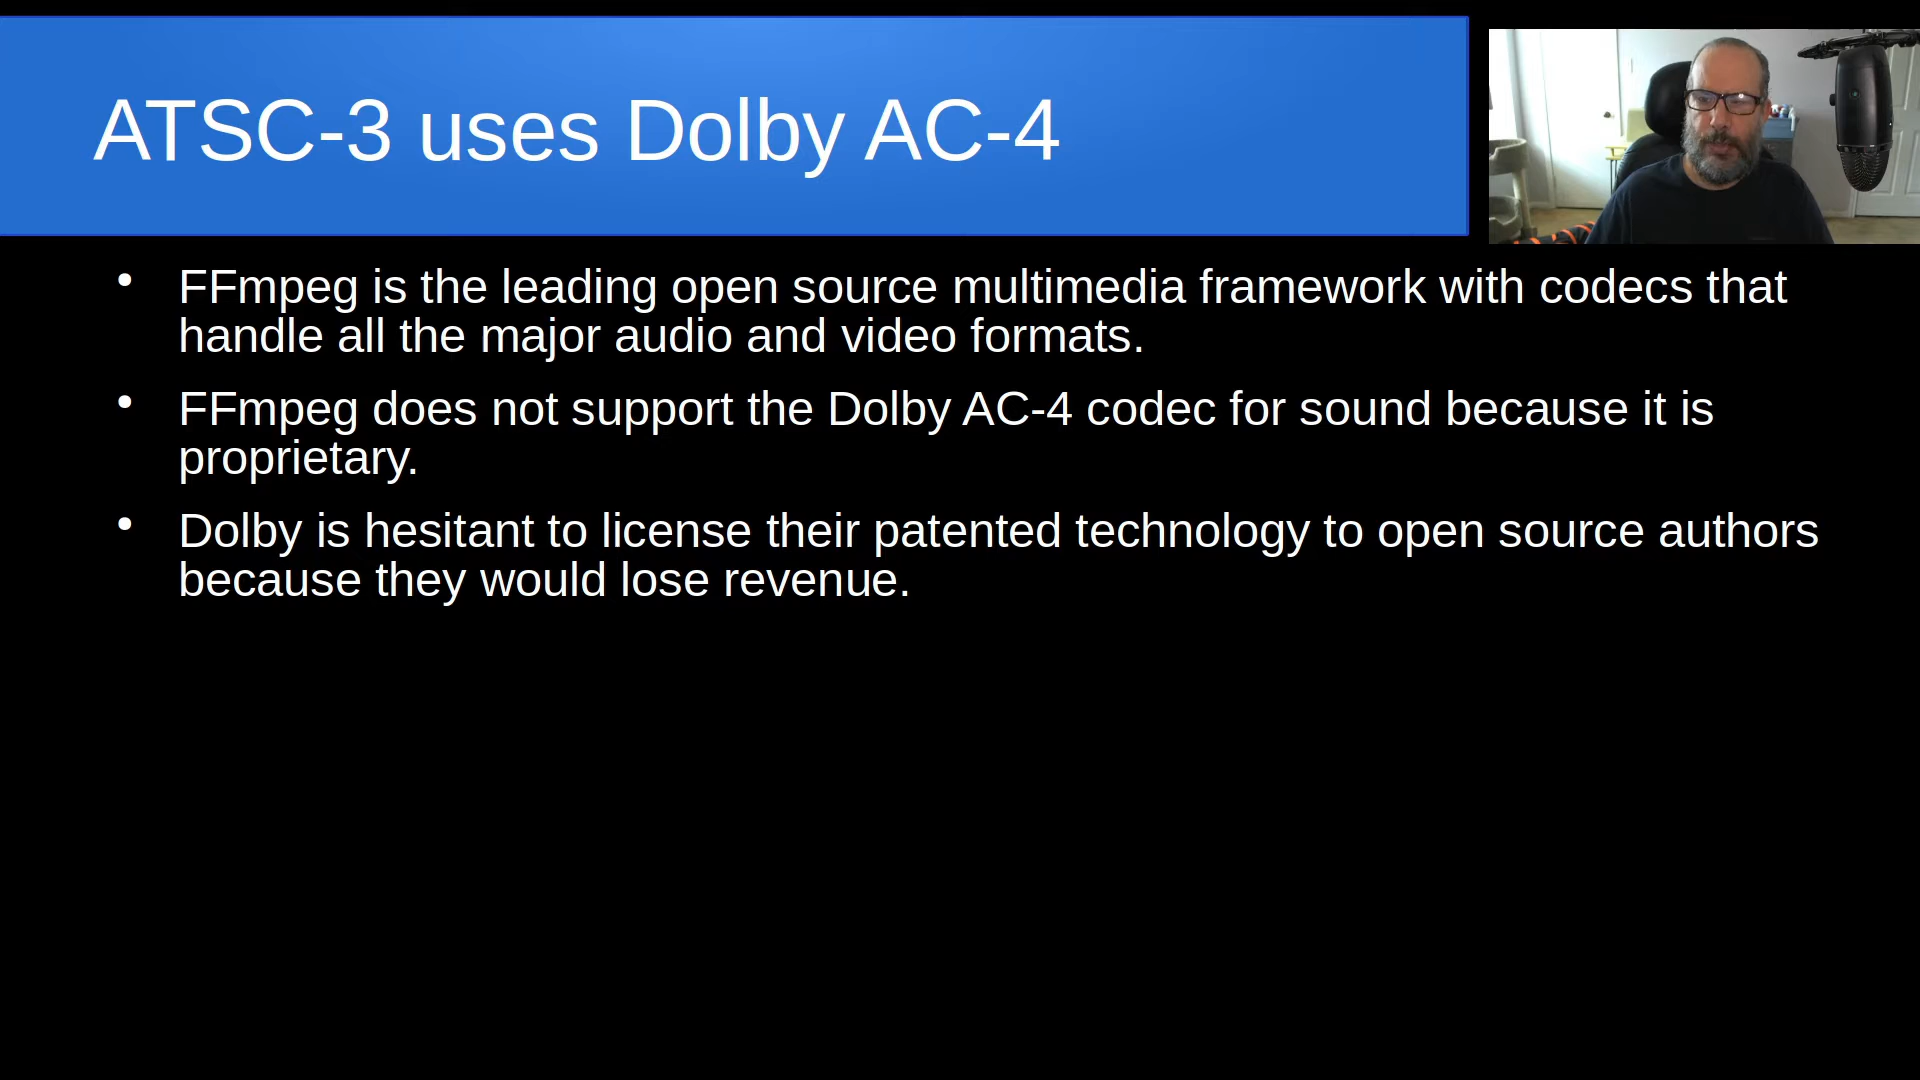 ATSC-3 uses Dolby AC-4
• FFmpeg is the leading open source multimedia framework with codecs that
handle all the major audio and video formats.
• FFmpeg does not support the Dolby AC-4 codec for sound because it is
proprietary.
• Dolby is hesitant to license their patented technology to open source authors
because they would lose revenue.